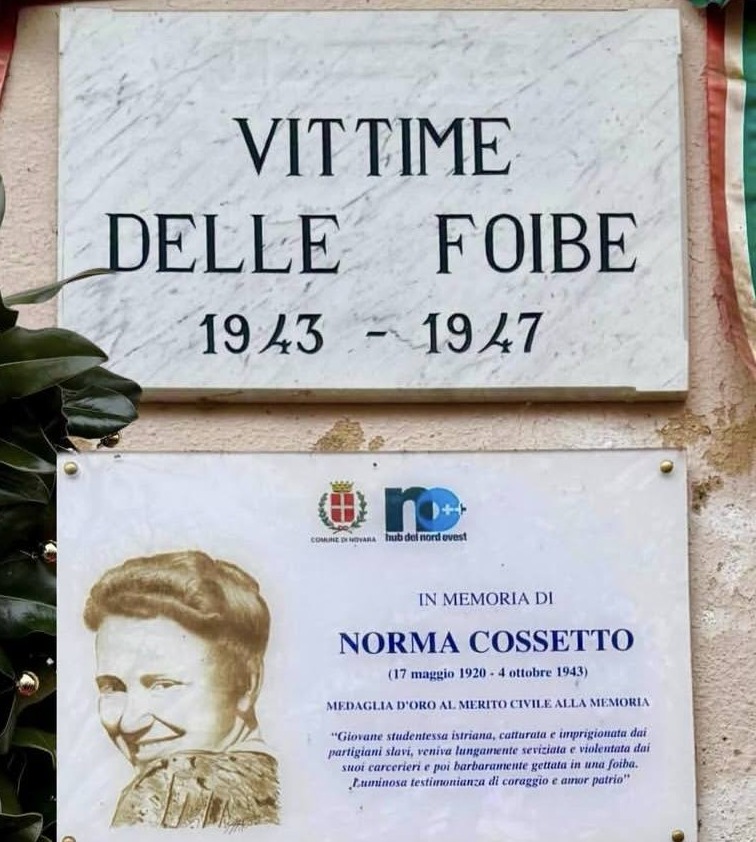 VITTIME
DELLE FOIBE
1943 - 1947
COMUNE DI NOVARA
no
hub del nord ovest
IN MEMORIA DI
NORMA COSSETTO
(17 maggio 1920 - 4 ottobre 1943)
MEDAGLIA D'ORO AL MERITO CIVILE ALLA MEMORIA
"Giovane studentessa istriana, catturata e imprigionata dai
partigiani slavi, veniva lungamente seviziata e violentata dai
suoi carcerieri e poi barbaramente gettata in una foiba.
Luminosa testimonianza di coraggio e amor patrio"